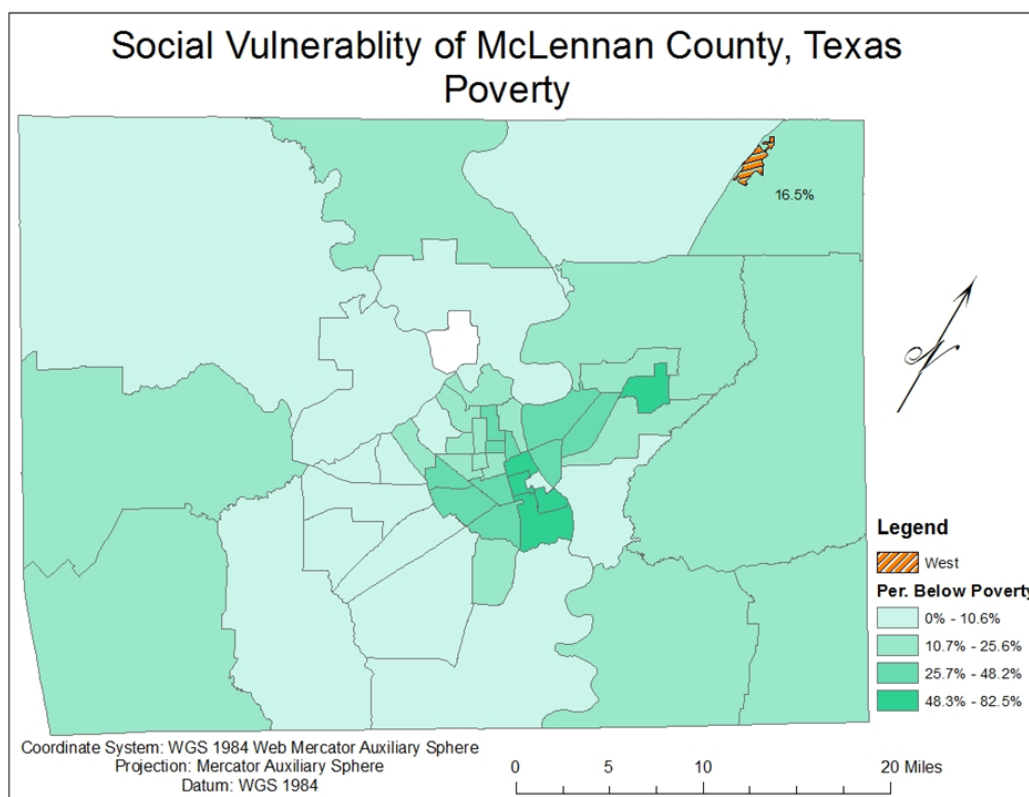 Social Vulnerablity of McLennan County, Texas
Poverty
16.5%
Legend
West
Per. Below Poverty
0% - 10.6%
10.7% - 25.6%
25.7% - 48.2%
48.3% - 82.5%
Coordinate System: WGS 1984 Web Mercator Auxiliary Sphere
Projection: Mercator Auxiliary Sphere
Datum: WGS 1984
0 5 10 20 Miles